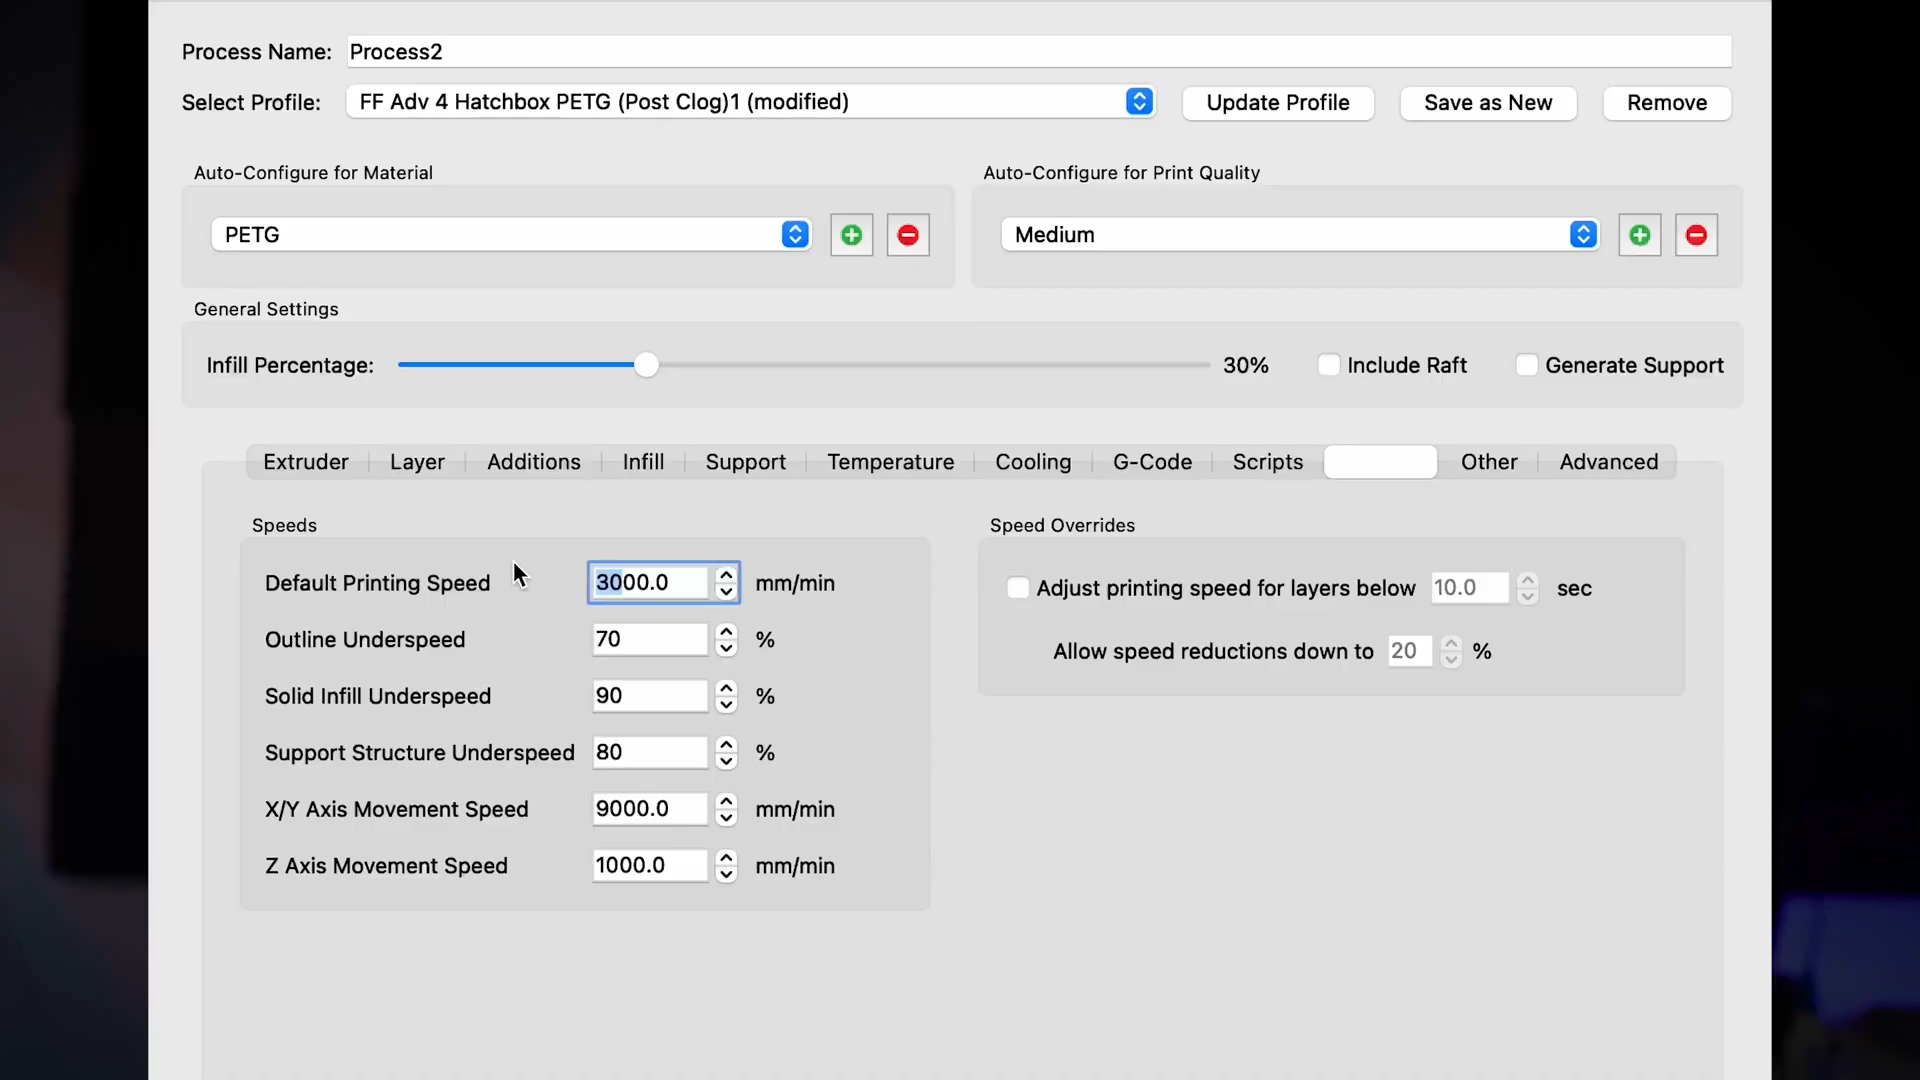 Process Name: Process2
Select Profile: FF Adv 4 Hatchbox PETG (Post Clog)1 (modified) Update Profile Save as New Remove
Auto-Configure for Material Auto-Configure for Print Quality
PETG Medium
General Settings
Infill Percentage: 30% Include Raft Generate Support
Extruder Layer Additions Infill Support Temperature Cooling G-Code Scripts Other Advanced
Speeds Speed Overrides
Default Printing Speed 3000.0 mm/min Adjust printing speed for layers below 10.0 sec
Outline Underspeed 70 % Allow speed reductions down to 20 %
Solid Infill Underspeed 90 %
Support Structure Underspeed 80 %
X/Y Axis Movement Speed 9000.0 mm/min
Z Axis Movement Speed 1000.0 mm/min